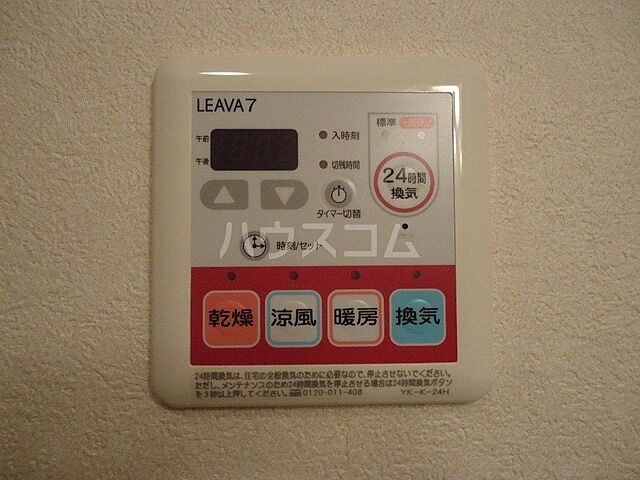 LEAVA7
午前
午後
入時刻
切残時間
タイマー切替
時刻/セット
標準
24時間
換気
ハウスコム
乾燥
涼風
暖房
換気
24時間換気は、住宅の全般換気のために必要なので、停止させないでください。
ただし、メンテナンスのため24時間換気を停止させる場合は24時間換気ボタン
を3秒以上押してください。 0120-011-408 YK-K-24H